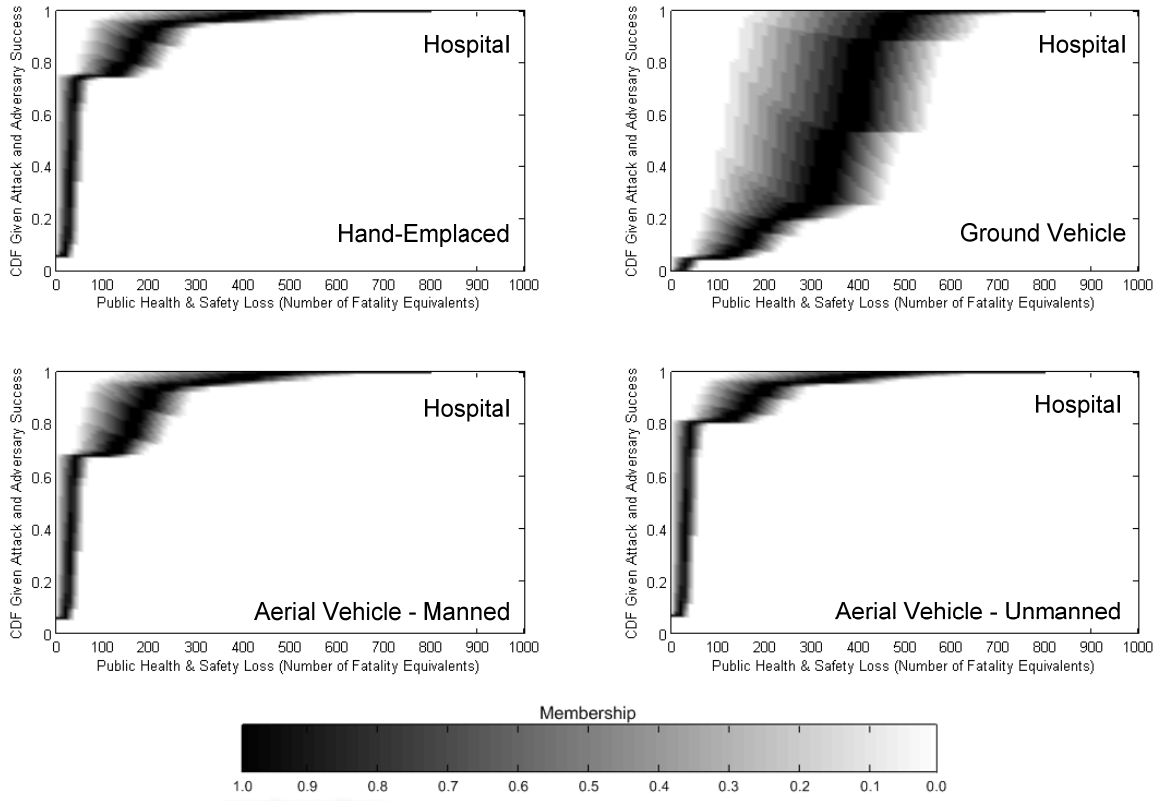 CDF Given Attack and Adversary Success
1
0.8
0.6
0.4
0.2
0
Hospital
Hand-Emplaced
0 100 200 300 400 500 600 700 800 900 1000
Public Health & Safety Loss (Number of Fatality Equivalents)
CDF Given Attack and Adversary Success
1
0.8
0.6
0.4
0.2
0
Hospital
Ground Vehicle
0 100 200 300 400 500 600 700 800 900 1000
Public Health & Safety Loss (Number of Fatality Equivalents)
CDF Given Attack and Adversary Success
1
0.8
0.6
0.4
0.2
0
Hospital
Aerial Vehicle - Manned
0 100 200 300 400 500 600 700 800 900 1000
Public Health & Safety Loss (Number of Fatality Equivalents)
CDF Given Attack and Adversary Success
1
0.8
0.6
0.4
0.2
0
Hospital
Aerial Vehicle - Unmanned
0 100 200 300 400 500 600 700 800 900 1000
Public Health & Safety Loss (Number of Fatality Equivalents)
Membership
1.0 0.9 0.8 0.7 0.6 0.5 0.4 0.3 0.2 0.1 0.0